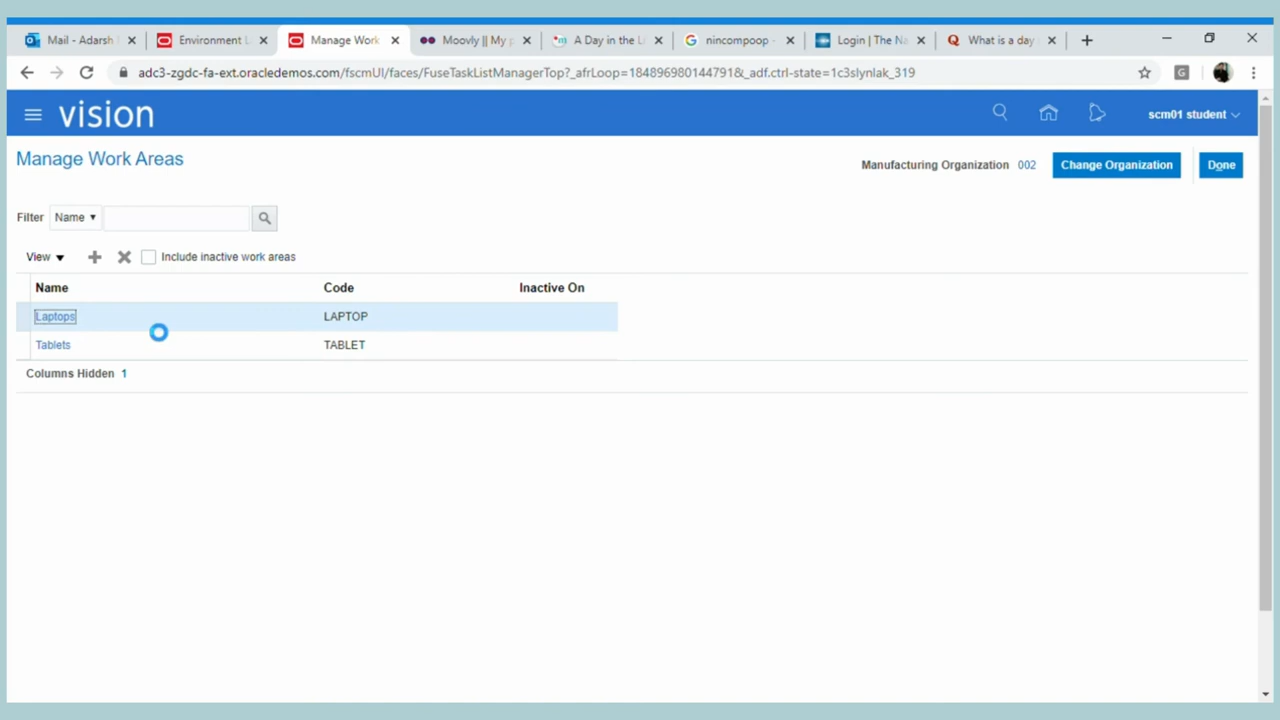 Mail - Adarsh
Environment L
Manage Work
Moovly || My p
A Day in the L
nincompoop -
Login | The Na
What is a day
adc3-zgdc-fa-ext.oracledemos.com/fscmUI/faces/FuseTaskListManagerTop?_afrLoop=184896980144791&_adf.ctrl-state=1c3slynlak_319
vision
scm01 student
Manage Work Areas
Manufacturing Organization 002
Change Organization
Done
Filter Name
View
Include inactive work areas
Name Code Inactive On
Laptops LAPTOP
Tablets TABLET
Columns Hidden 1